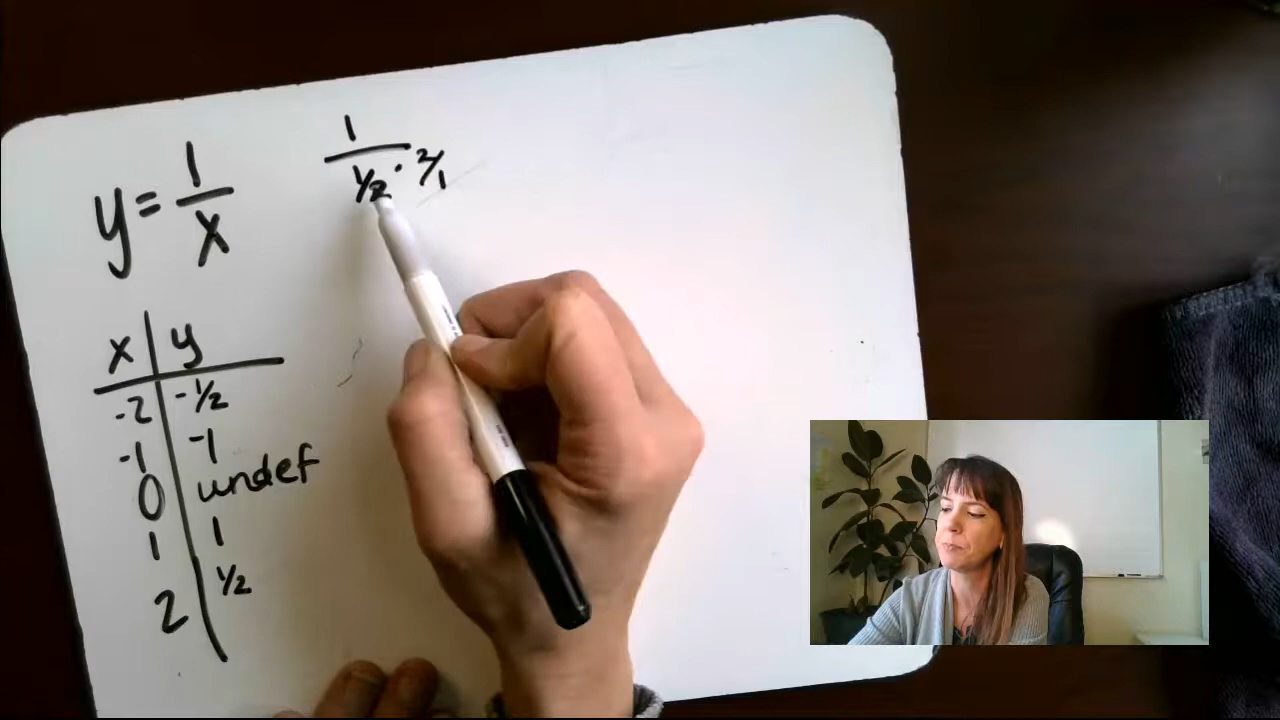 y = 1/x
1
1/2 · 2/1
x | y
-2 | -1/2
-1 | -1
0 | undef
1 | 1
2 | 1/2